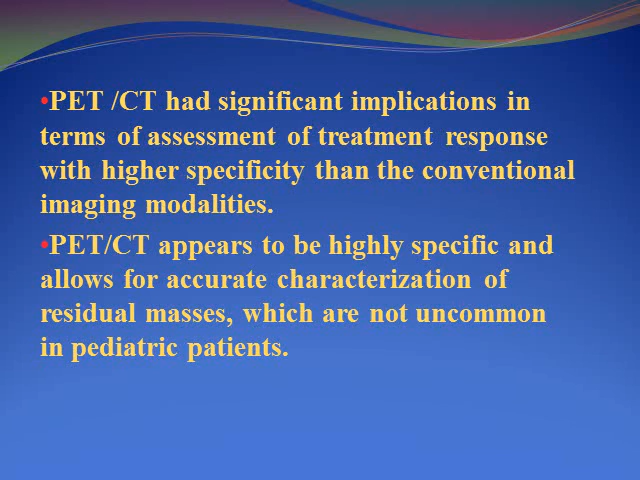 •PET /CT had significant implications in
terms of assessment of treatment response
with higher specificity than the conventional
imaging modalities.
•PET/CT appears to be highly specific and
allows for accurate characterization of
residual masses, which are not uncommon
in pediatric patients.